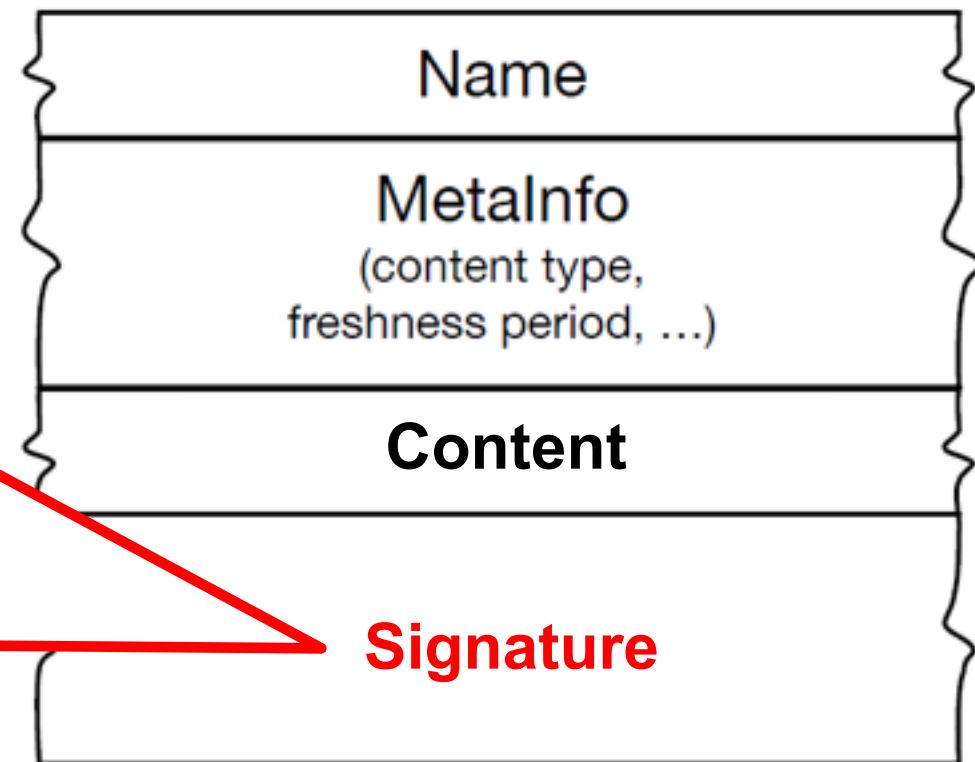 Name
MetaInfo
(content type,
freshness period, …)
Content
Signature